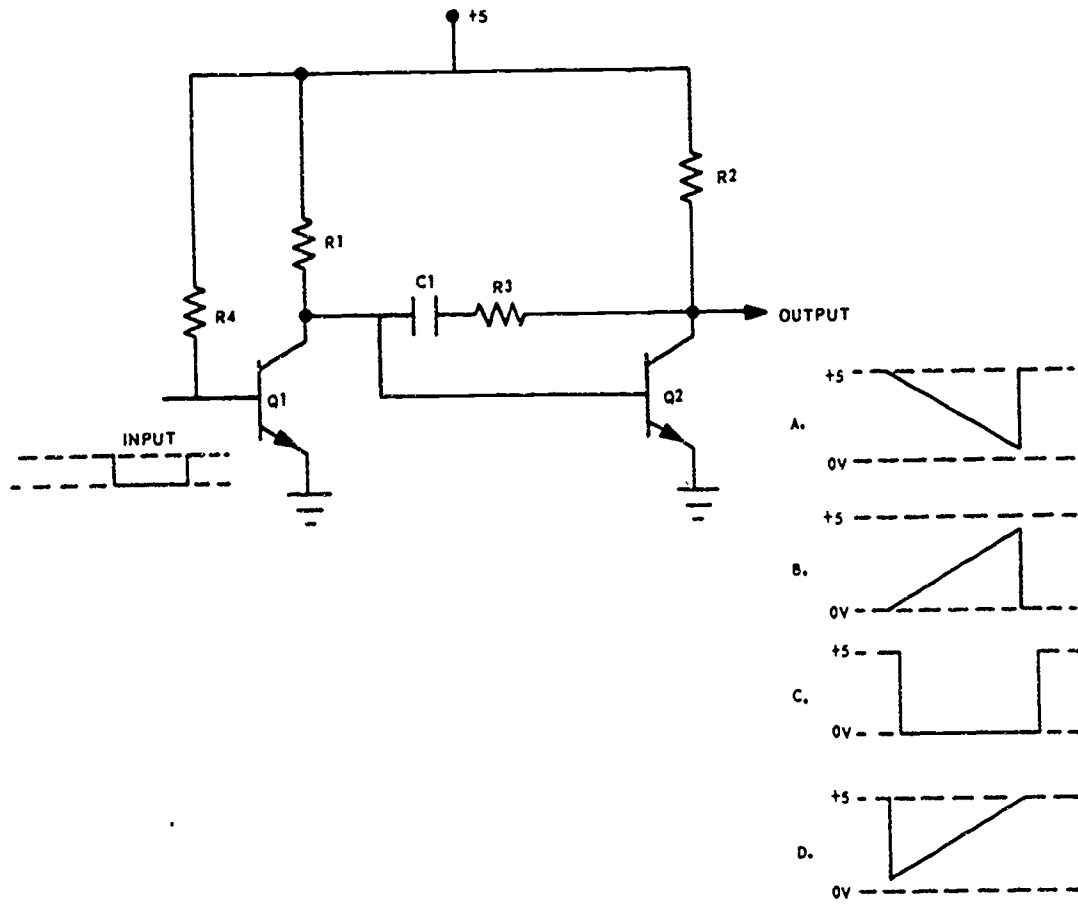 +5
R2
R1
C1
R3
R4
OUTPUT
Q1
Q2
INPUT
+5
A.
0V
+5
B.
0V
+5
C.
0V
+5
D.
0V